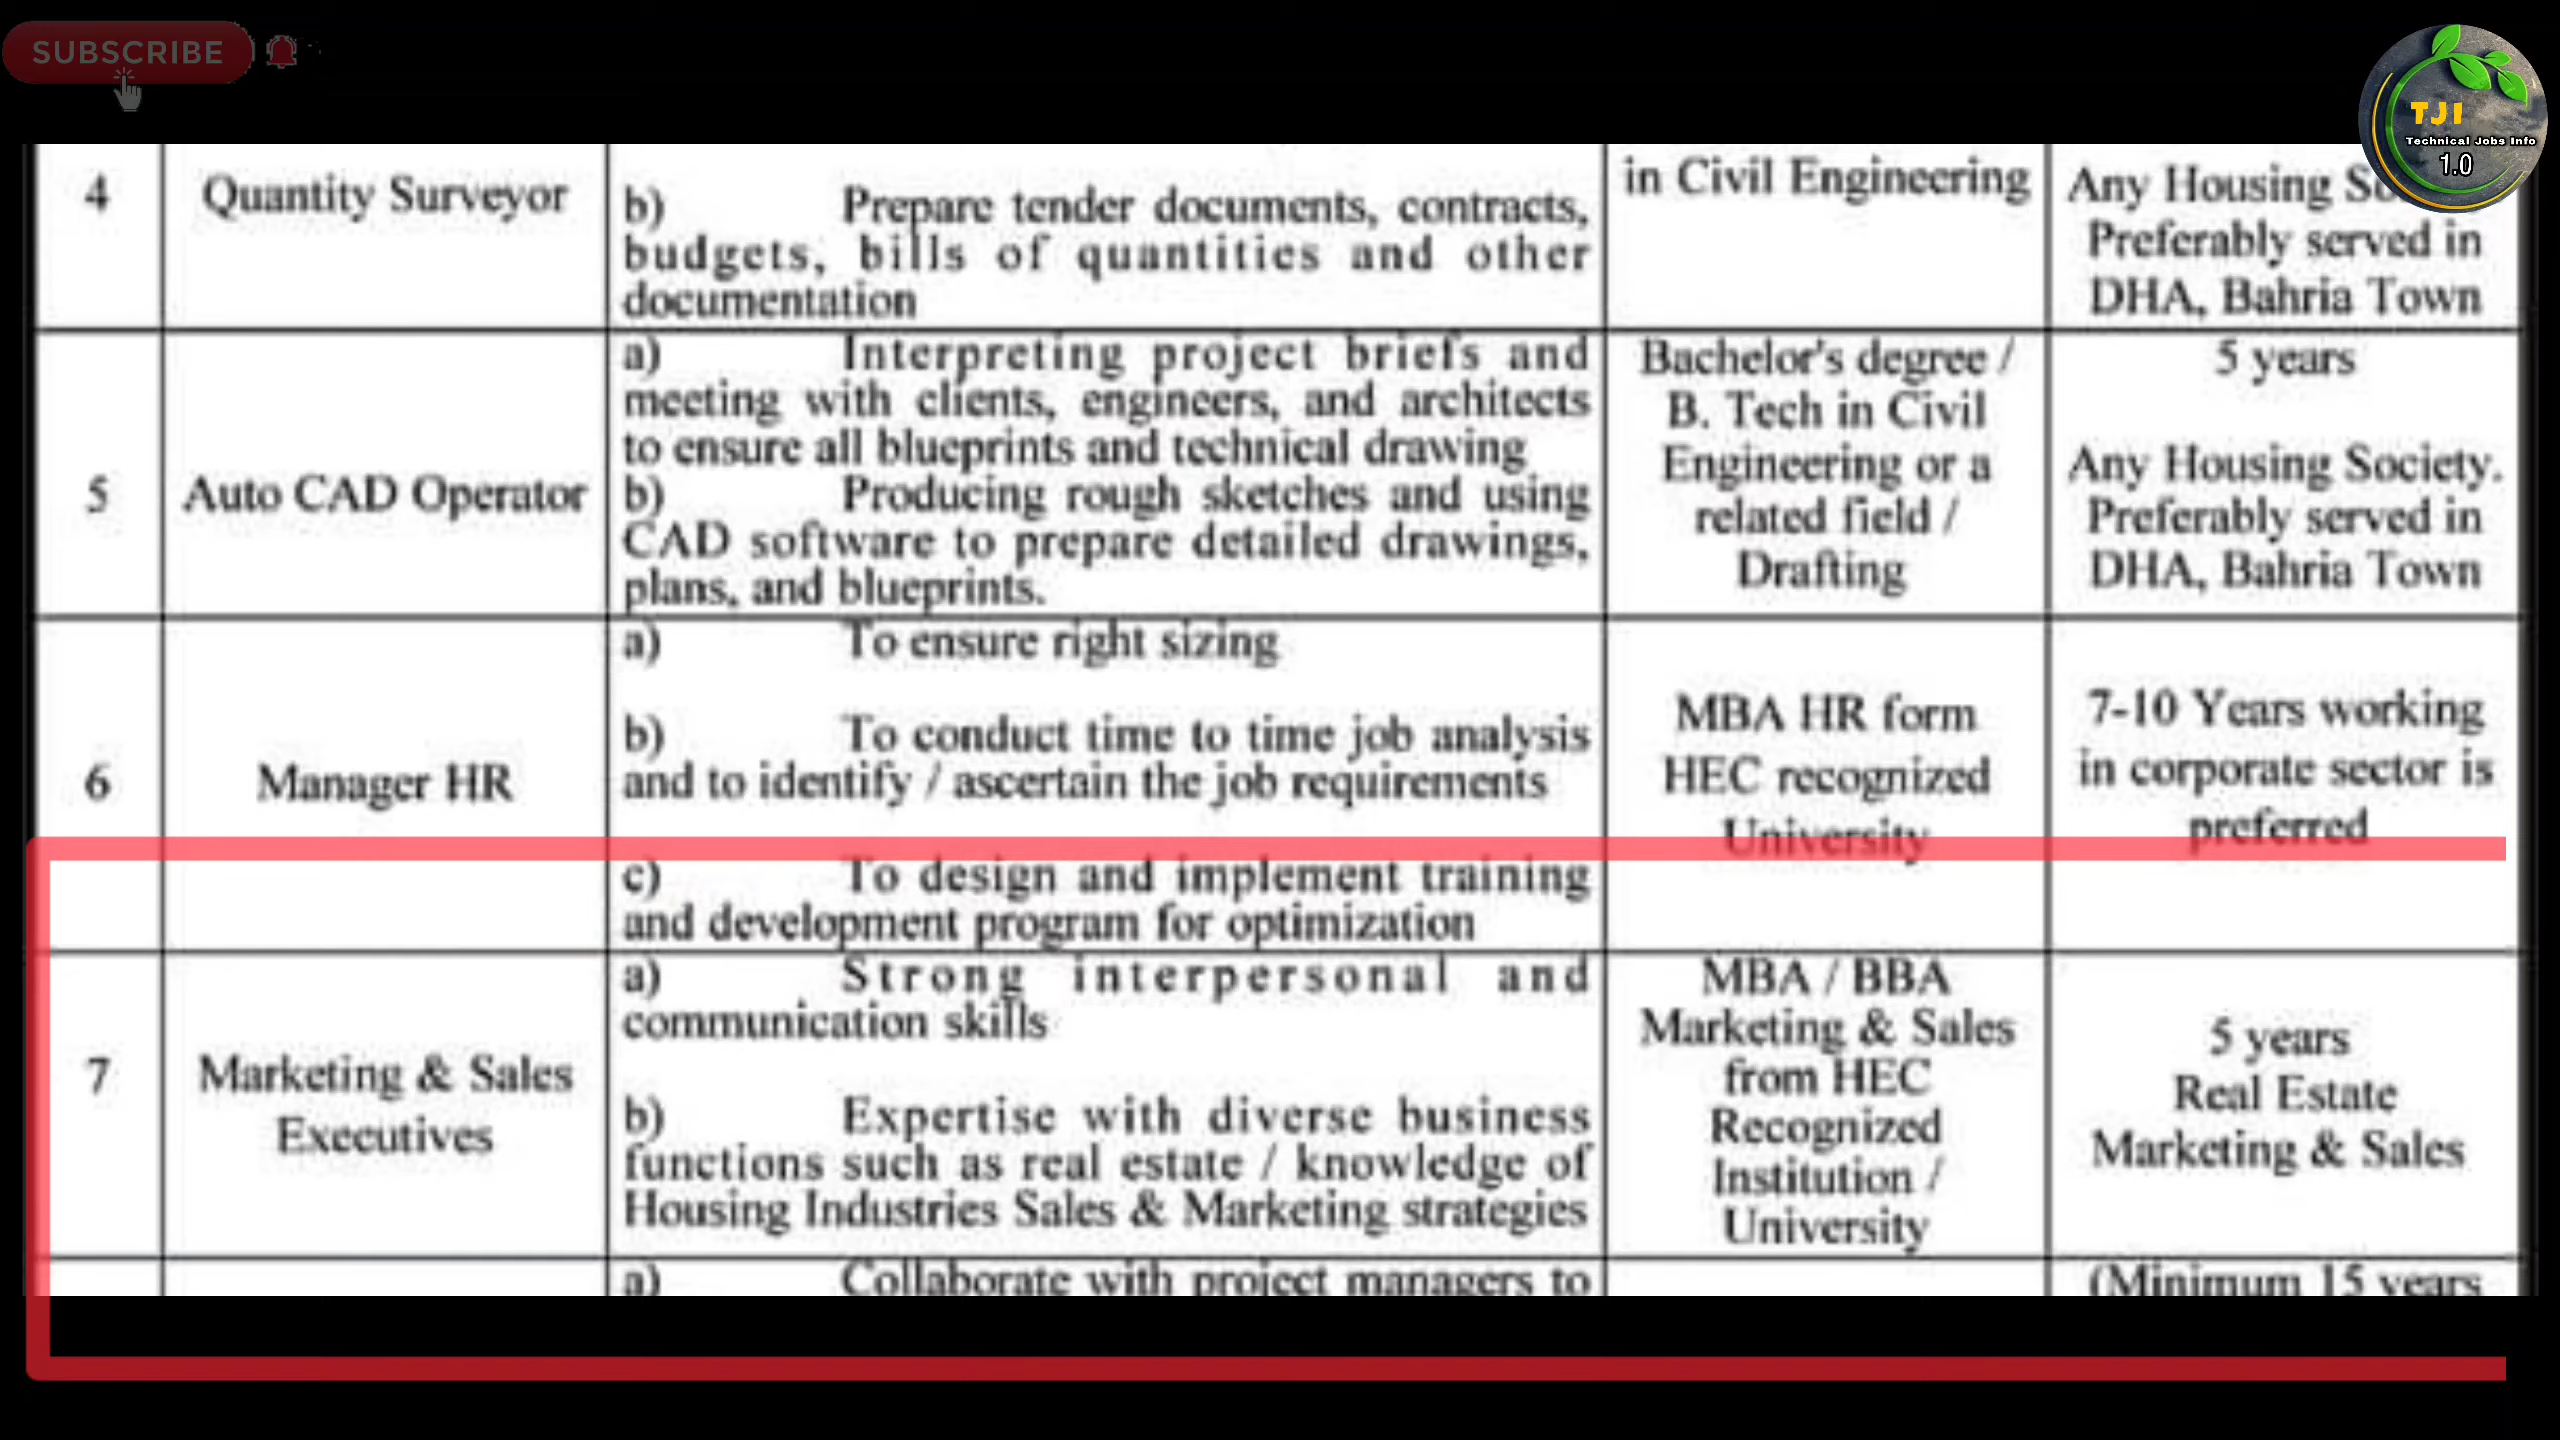 SUBSCRIBE
TJI
Technical Jobs Info
1.0
4
Quantity Surveyor
b) Prepare tender documents, contracts,
budgets, bills of quantities and other
documentation
in Civil Engineering
Any Housing
Preferably served in
DHA, Bahria Town
5
Auto CAD Operator
a) Interpreting project briefs and
meeting with clients, engineers, and architects
to ensure all blueprints and technical drawing
b) Producing rough sketches and using
CAD software to prepare detailed drawings,
plans, and blueprints.
Bachelor's degree /
B. Tech in Civil
Engineering or a
related field /
Drafting
5 years
Any Housing Society.
Preferably served in
DHA, Bahria Town
6
Manager HR
a) To ensure right sizing
b) To conduct time to time job analysis
and to identify / ascertain the job requirements
c) To design and implement training
and development program for optimization
MBA HR form
HEC recognized
University
7-10 Years working
in corporate sector is
preferred
7
Marketing & Sales
Executives
a) Strong interpersonal and
communication skills
b) Expertise with diverse business
functions such as real estate / knowledge of
Housing Industries Sales & Marketing strategies
MBA / BBA
Marketing & Sales
from HEC
Recognized
Institution /
University
5 years
Real Estate
Marketing & Sales
a) Collaborate with project managers to
(Minimum 15 years